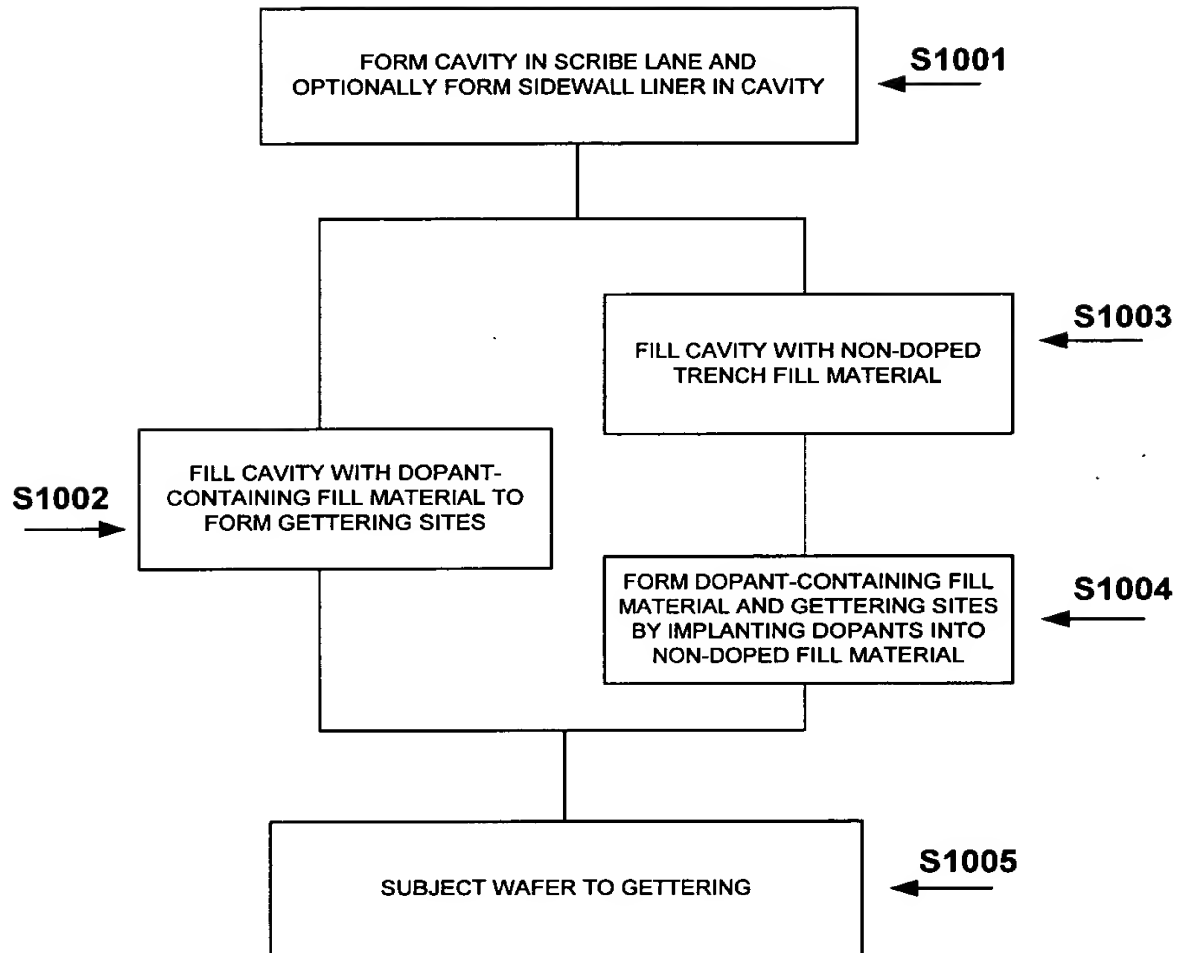 FORM CAVITY IN SCRIBE LANE AND
OPTIONALLY FORM SIDEWALL LINER IN CAVITY
S1001
S1003
FILL CAVITY WITH NON-DOPED
TRENCH FILL MATERIAL
S1002
FILL CAVITY WITH DOPANT-
CONTAINING FILL MATERIAL TO
FORM GETTERING SITES
FORM DOPANT-CONTAINING FILL
MATERIAL AND GETTERING SITES
BY IMPLANTING DOPANTS INTO
NON-DOPED FILL MATERIAL
S1004
SUBJECT WAFER TO GETTERING
S1005